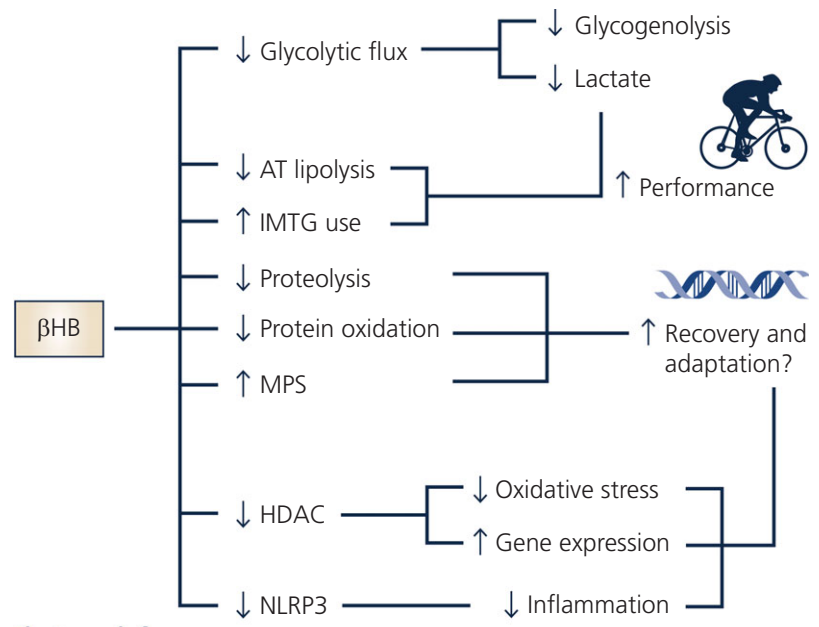 ↓ Glycogenolysis
↓ Glycolytic flux
↓ Lactate
↓ AT lipolysis
↑ Performance
↑ IMTG use
↓ Proteolysis
βHB
↓ Protein oxidation
↑ Recovery and
adaptation?
↑ MPS
↓ Oxidative stress
↓ HDAC
↑ Gene expression
↓ NLRP3
↓ Inflammation